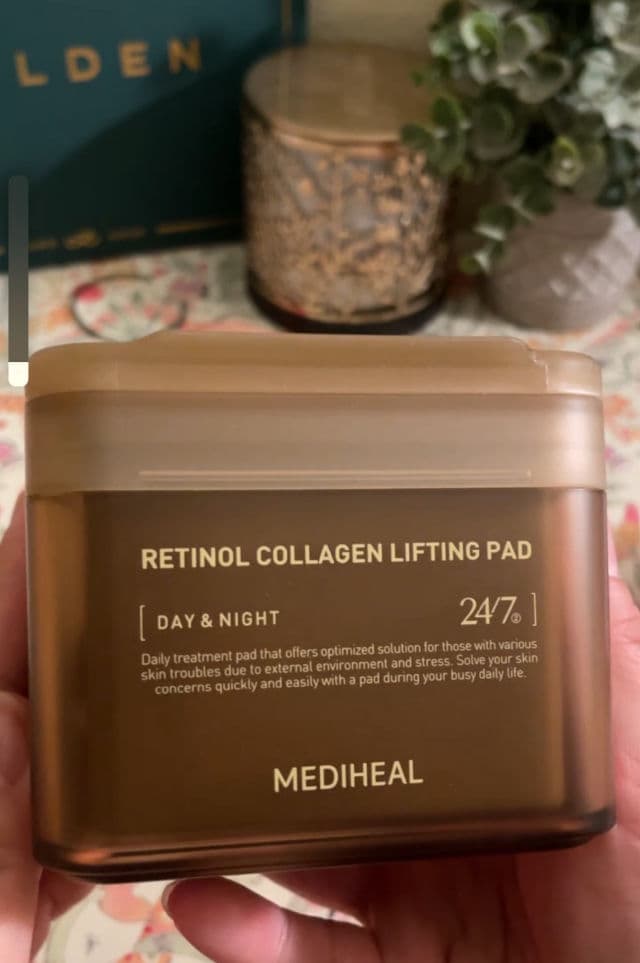 LDEN
RETINOL COLLAGEN LIFTING PAD
[ DAY & NIGHT 24/7® ]
Daily treatment pad that offers optimized solution for those with various
skin troubles due to external environment and stress. Solve your skin
concerns quickly and easily with a pad during your busy daily life.
MEDIHEAL